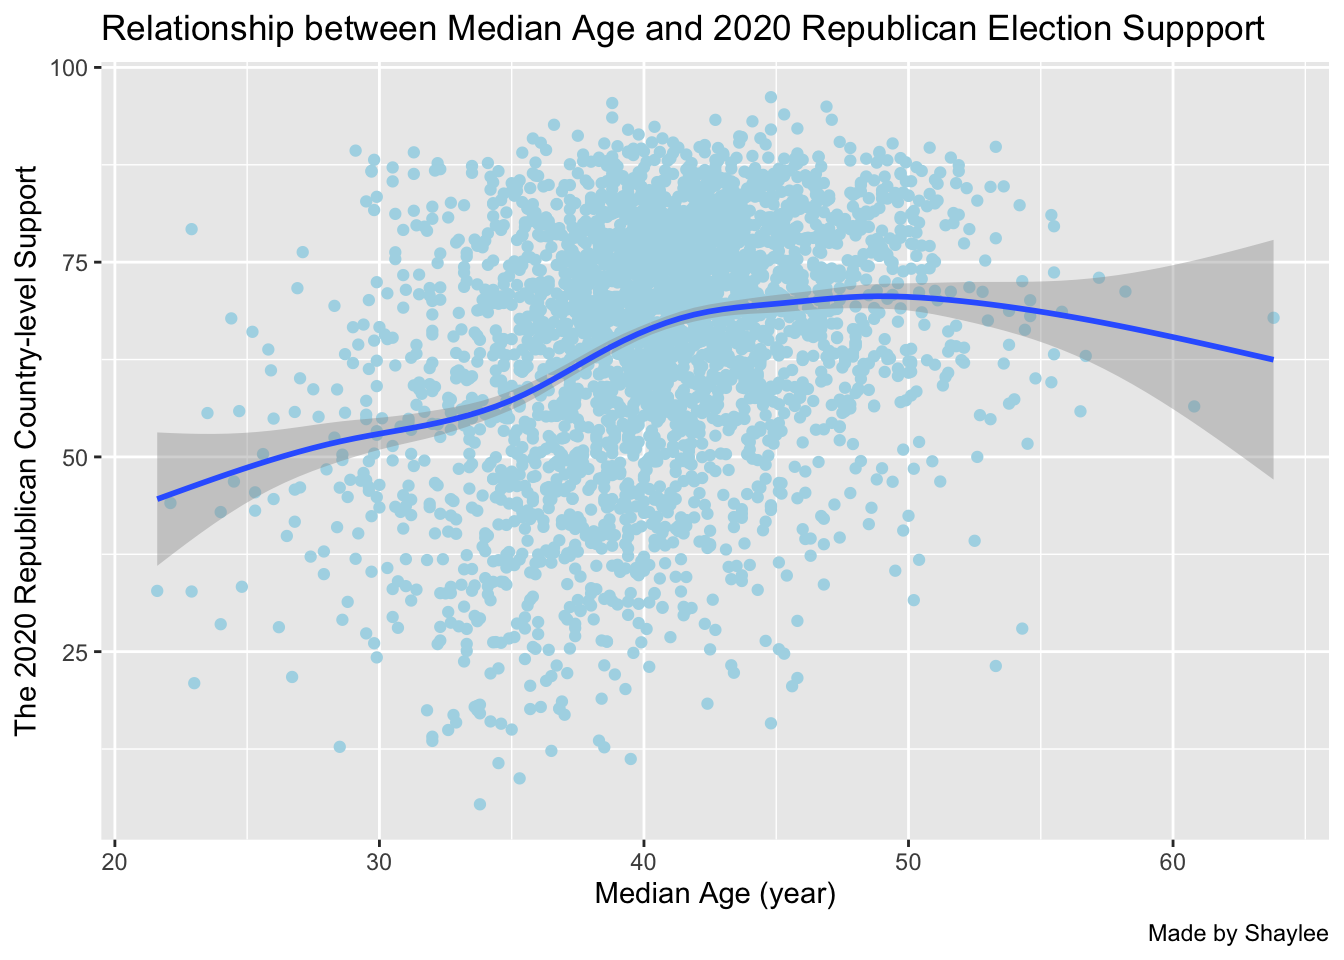 Relationship between Median Age and 2020 Republican Election Suppport
The 2020 Republican Country-level Support
100
75
50
25
20 30 40 50 60
Median Age (year)
Made by Shaylee